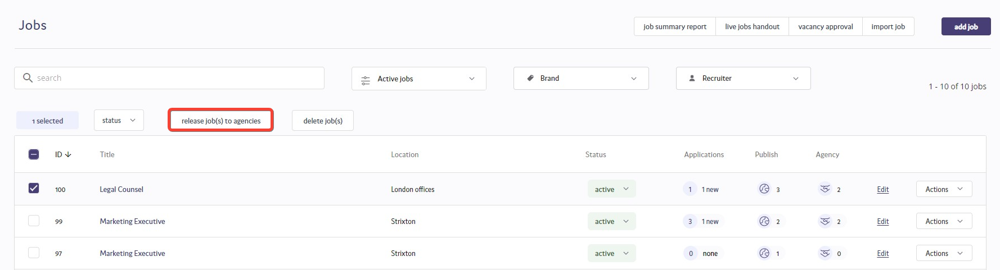 Jobs
job summary report live jobs handout vacancy approval import job add job
search Active jobs Brand Recruiter
1 - 10 of 10 jobs
1 selected status release job(s) to agencies delete job(s)
ID Title Location Status Applications Publish Agency
100 Legal Counsel London offices active 1 1 new 3 2 Edit Actions
99 Marketing Executive Strixton active 3 1 new 2 2 Edit Actions
97 Marketing Executive Strixton active 0 none 1 0 Edit Actions